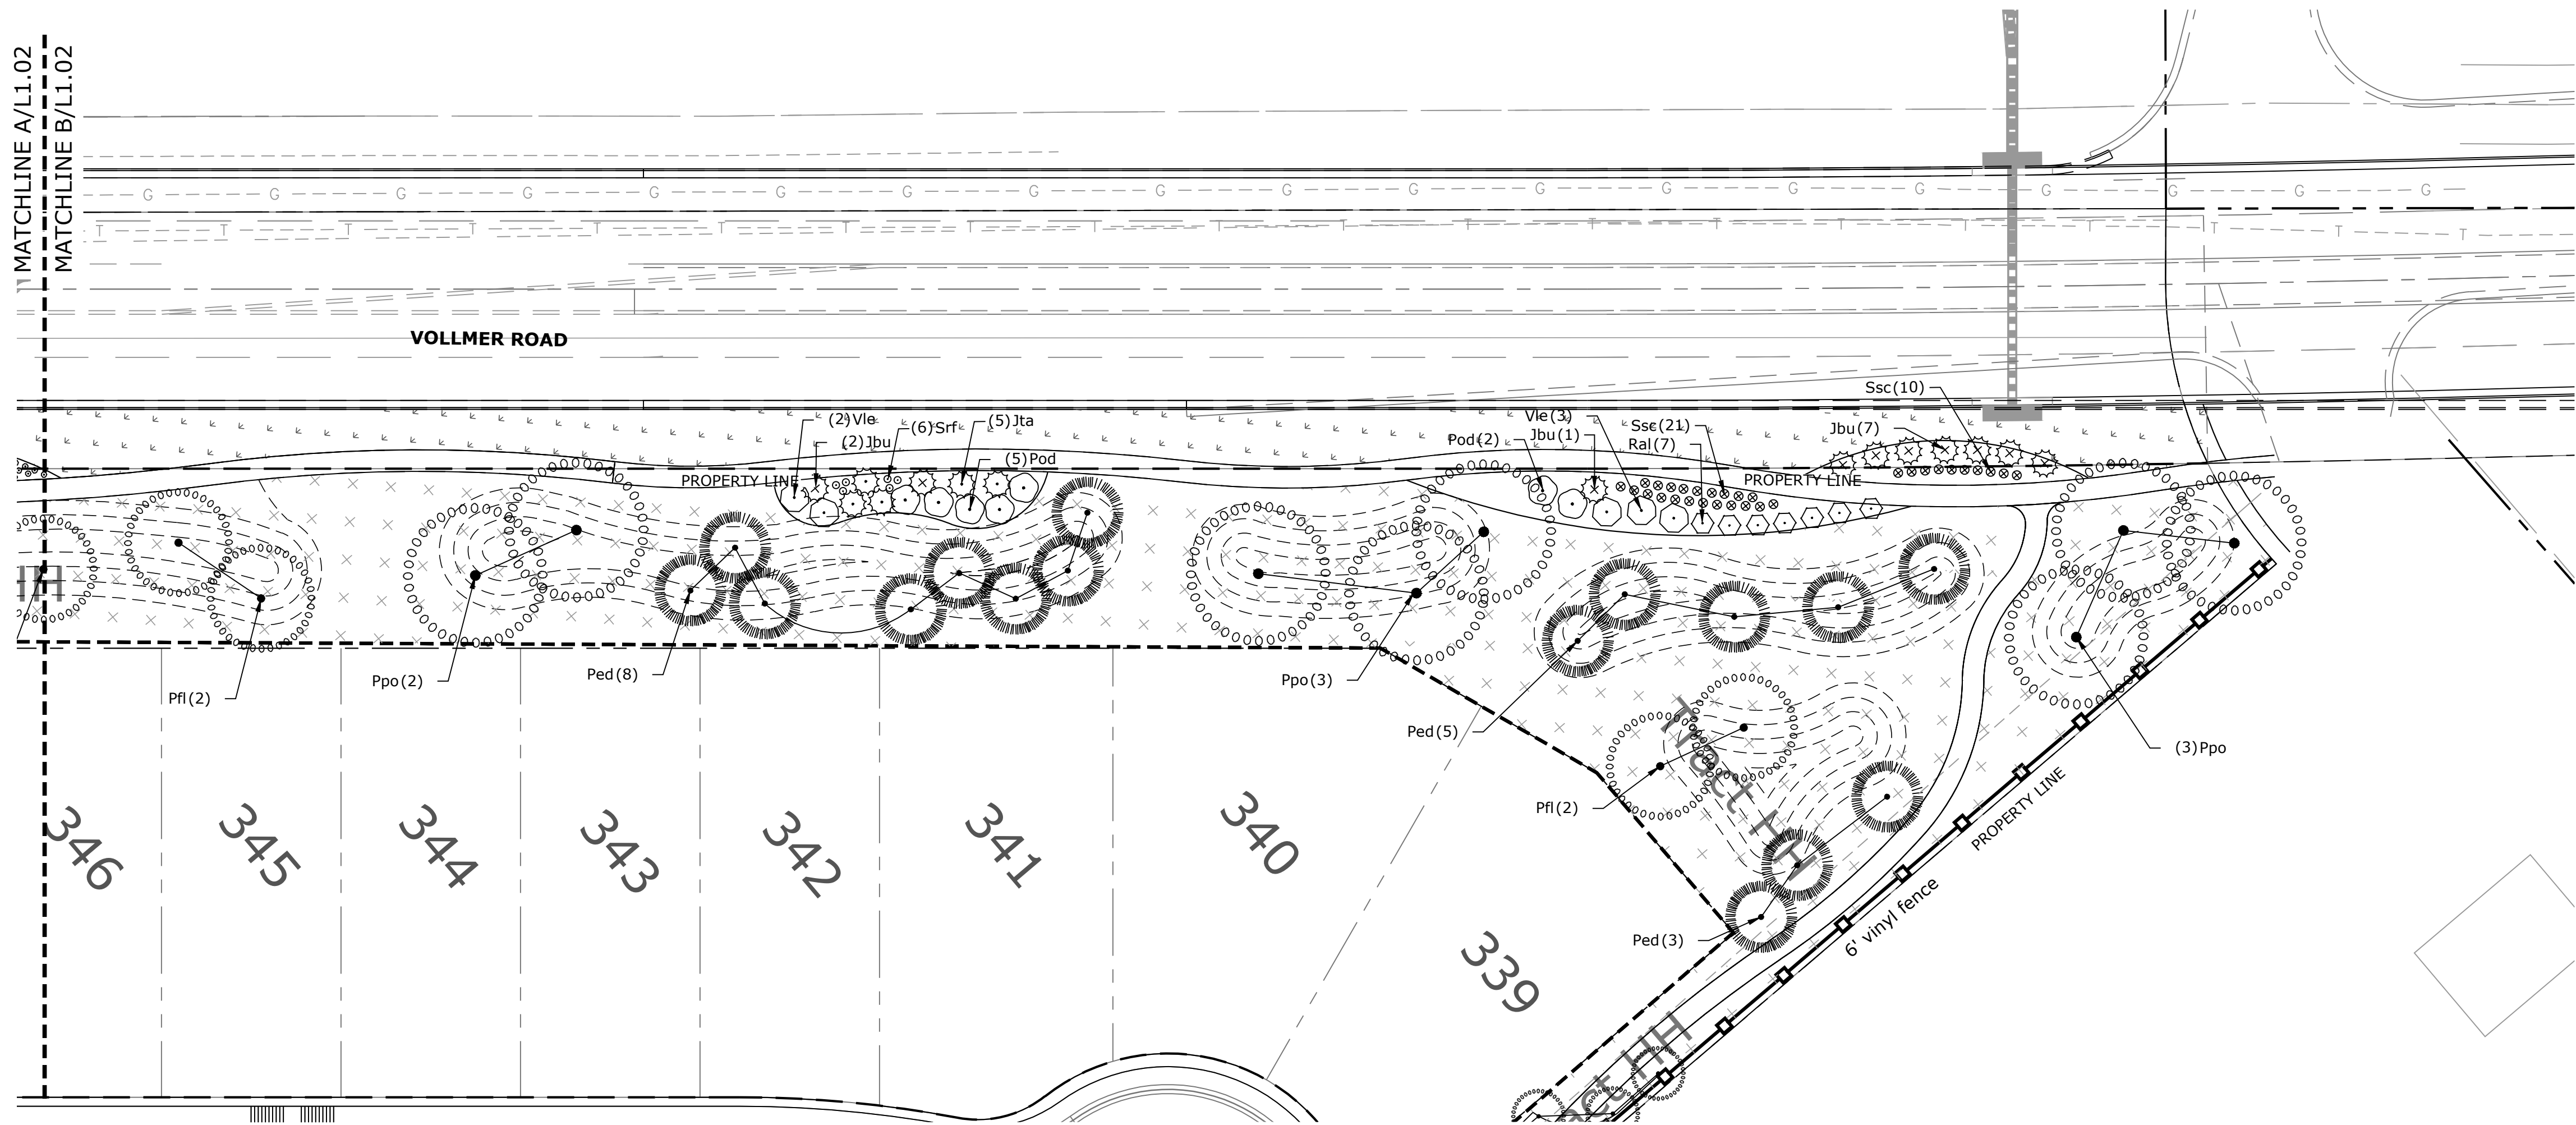 MATCHLINE A/L1.02
MATCHLINE B/L1.02
G G G G G G G G G G G G G G G G G G G
T T T T T T T T T T T T T T T T T T T T
VOLLMER ROAD
Ssc(10)
(2)Vle
(6)Srf
(5)Jta
Vle(3)
Ssc(21)
Jbu(7)
(2)Jbu
Pod(2)
Jbu(1)
Ral(7)
(5)Pod
PROPERTY LINE
PROPERTY LINE
Pfl(2)
Ppo(2)
Ped(8)
Ppo(3)
Ped(5)
(3)Ppo
Tract HH
Pfl(2)
PROPERTY LINE
346
345
344
343
342
341
340
339
6' vinyl fence
Ped(3)